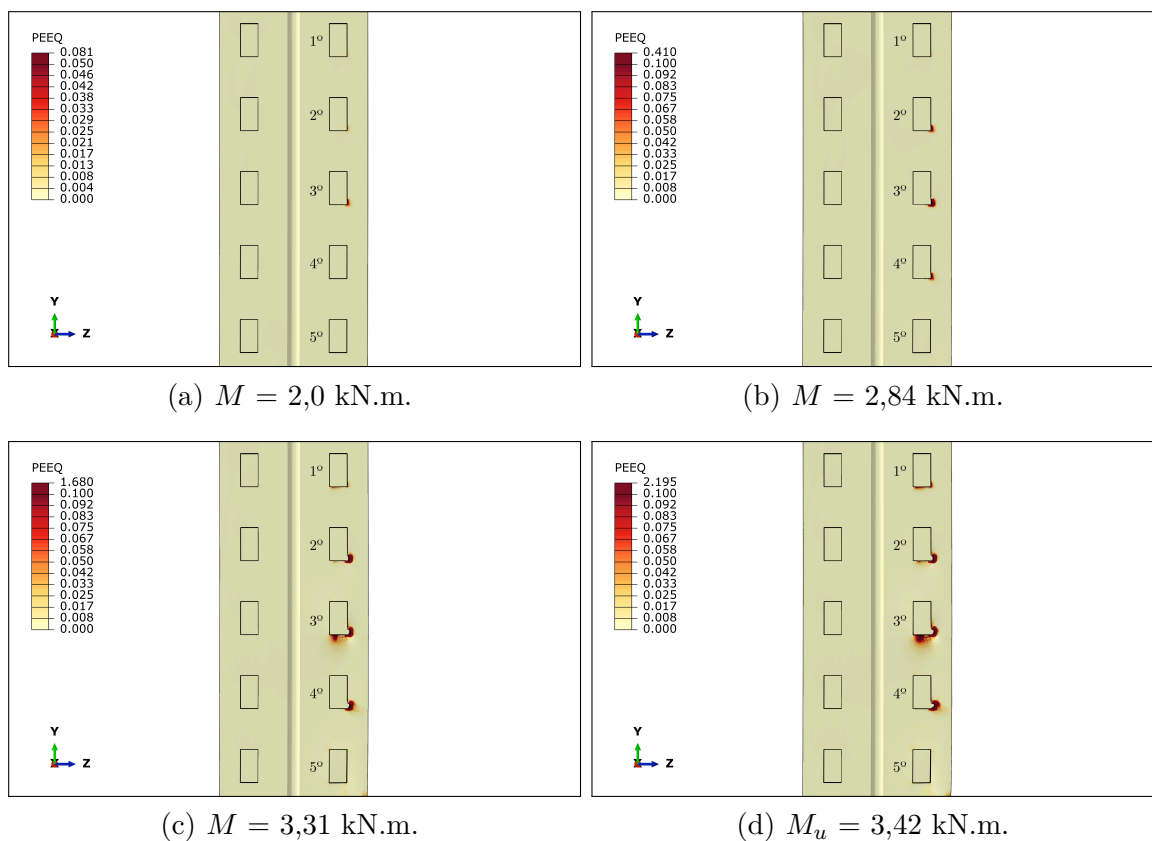 PEEQ
0.081
0.050
0.046
0.042
0.038
0.033
0.029
0.025
0.021
0.017
0.013
0.008
0.004
0.000
1º
2º
3º
4º
5º
Y
Z
(a) M = 2,0 kN.m.
PEEQ
0.410
0.100
0.092
0.083
0.075
0.067
0.058
0.050
0.042
0.033
0.025
0.017
0.008
0.000
1º
2º
3º
4º
5º
Y
Z
(b) M = 2,84 kN.m.
PEEQ
1.680
0.100
0.092
0.083
0.075
0.067
0.058
0.050
0.042
0.033
0.025
0.017
0.008
0.000
1º
2º
3º
4º
5º
Y
Z
(c) M = 3,31 kN.m.
PEEQ
2.195
0.100
0.092
0.083
0.075
0.067
0.058
0.050
0.042
0.033
0.025
0.017
0.008
0.000
1º
2º
3º
4º
5º
Y
Z
(d) Mu = 3,42 kN.m.